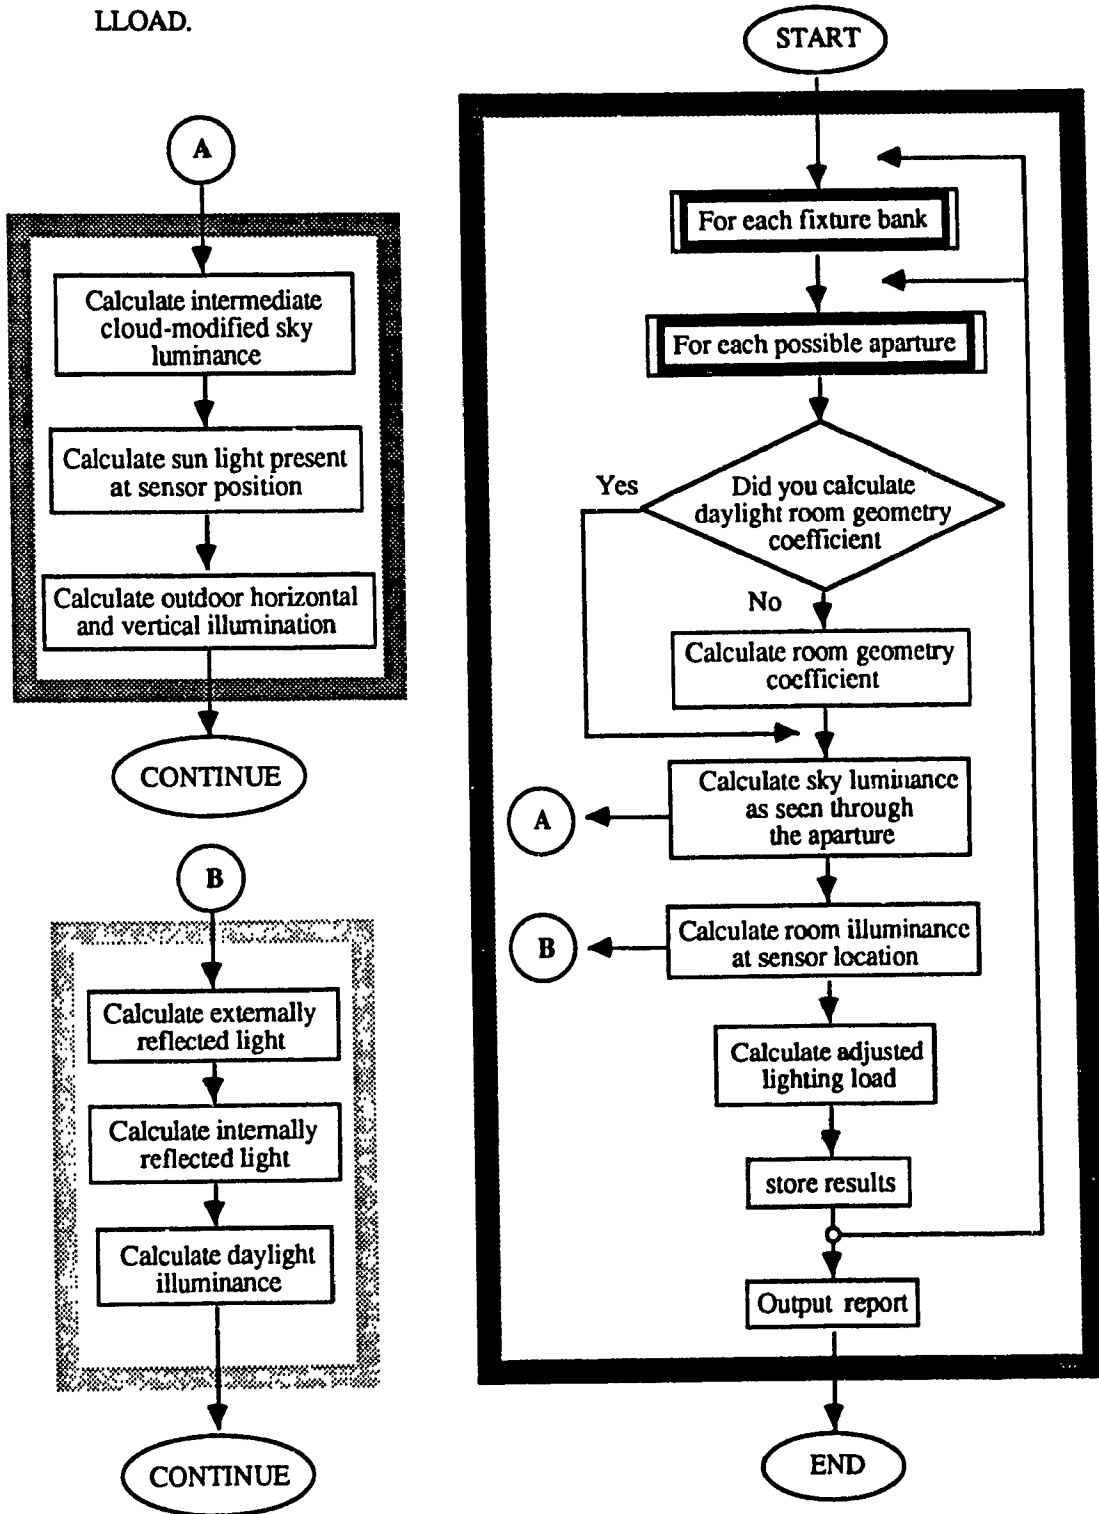 LLOAD.
A
Calculate intermediate
cloud-modified sky
luminance
Calculate sun light present
at sensor position
Calculate outdoor horizontal
and vertical illumination
CONTINUE
B
Calculate externally
reflected light
Calculate internally
reflected light
Calculate daylight
illuminance
CONTINUE
START
For each fixture bank
For each possible aparture
Did you calculate
daylight room geometry
coefficient
Yes
No
Calculate room geometry
coefficient
Calculate sky luminance
as seen through
the aparture
A
Calculate room illuminance
at sensor location
B
Calculate adjusted
lighting load
store results
Output report
END